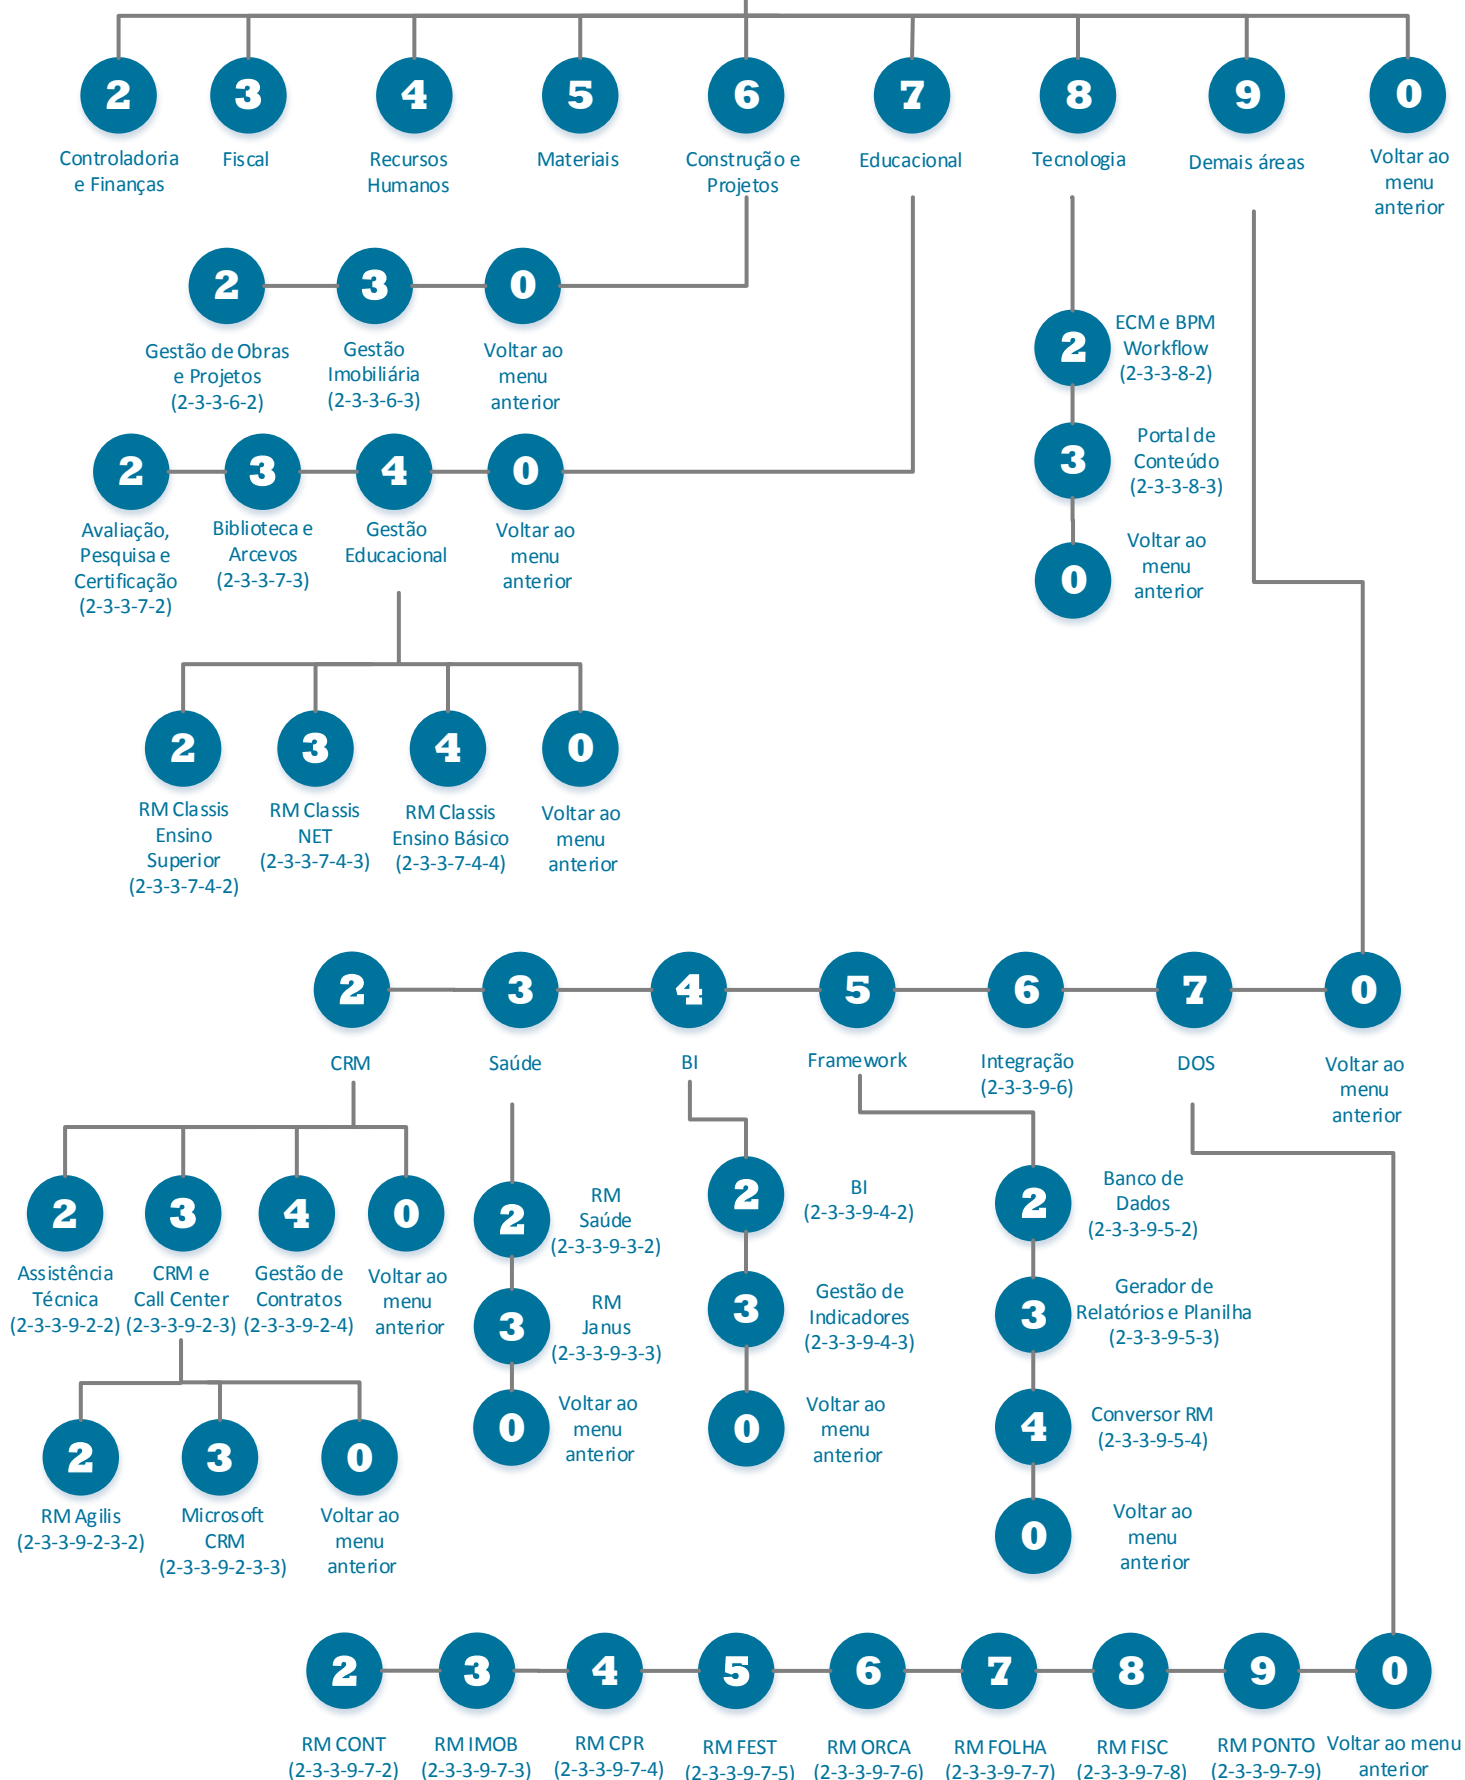 2
3
4
5
6
7
8
9
0
Controladoria
e Finanças
Fiscal
Recursos
Humanos
Materiais
Construção e
Projetos
Educacional
Tecnologia
Demais áreas
Voltar ao
menu
anterior
2
3
0
Gestão de Obras
e Projetos
(2-3-3-6-2)
Gestão
Imobiliária
(2-3-3-6-3)
Voltar ao
menu
anterior
2
ECM e BPM
Workflow
(2-3-3-8-2)
3
Portal de
Conteúdo
(2-3-3-8-3)
0
Voltar ao
menu
anterior
2
3
4
0
Avaliação,
Pesquisa e
Certificação
(2-3-3-7-2)
Biblioteca e
Arcevos
(2-3-3-7-3)
Gestão
Educacional
Voltar ao
menu
anterior
2
3
4
0
RM Classis
Ensino
Superior
(2-3-3-7-4-2)
RM Classis
NET
(2-3-3-7-4-3)
RM Classis
Ensino Básico
(2-3-3-7-4-4)
Voltar ao
menu
anterior
2
3
4
5
6
7
0
CRM
Saúde
BI
Framework
Integração
(2-3-3-9-6)
DOS
Voltar ao
menu
anterior
2
3
4
0
Assistência
Técnica
(2-3-3-9-2-2)
CRM e
Call Center
(2-3-3-9-2-3)
Gestão de
Contratos
(2-3-3-9-2-4)
Voltar ao
menu
anterior
2
RM
Saúde
(2-3-3-9-3-2)
3
RM
Janus
(2-3-3-9-3-3)
0
Voltar ao
menu
anterior
2
BI
(2-3-3-9-4-2)
3
Gestão de
Indicadores
(2-3-3-9-4-3)
0
Voltar ao
menu
anterior
2
Banco de
Dados
(2-3-3-9-5-2)
3
Gerador de
Relatórios e Planilha
(2-3-3-9-5-3)
4
Conversor RM
(2-3-3-9-5-4)
0
Voltar ao
menu
anterior
2
3
0
RM Agilis
(2-3-3-9-2-3-2)
Microsoft
CRM
(2-3-3-9-2-3-3)
Voltar ao
menu
anterior
2
3
4
5
6
7
8
9
0
RM CONT
(2-3-3-9-7-2)
RM IMOB
(2-3-3-9-7-3)
RM CPR
(2-3-3-9-7-4)
RM FEST
(2-3-3-9-7-5)
RM ORCA
(2-3-3-9-7-6)
RM FOLHA
(2-3-3-9-7-7)
RM FISC
(2-3-3-9-7-8)
RM PONTO
(2-3-3-9-7-9)
Voltar ao menu
anterior